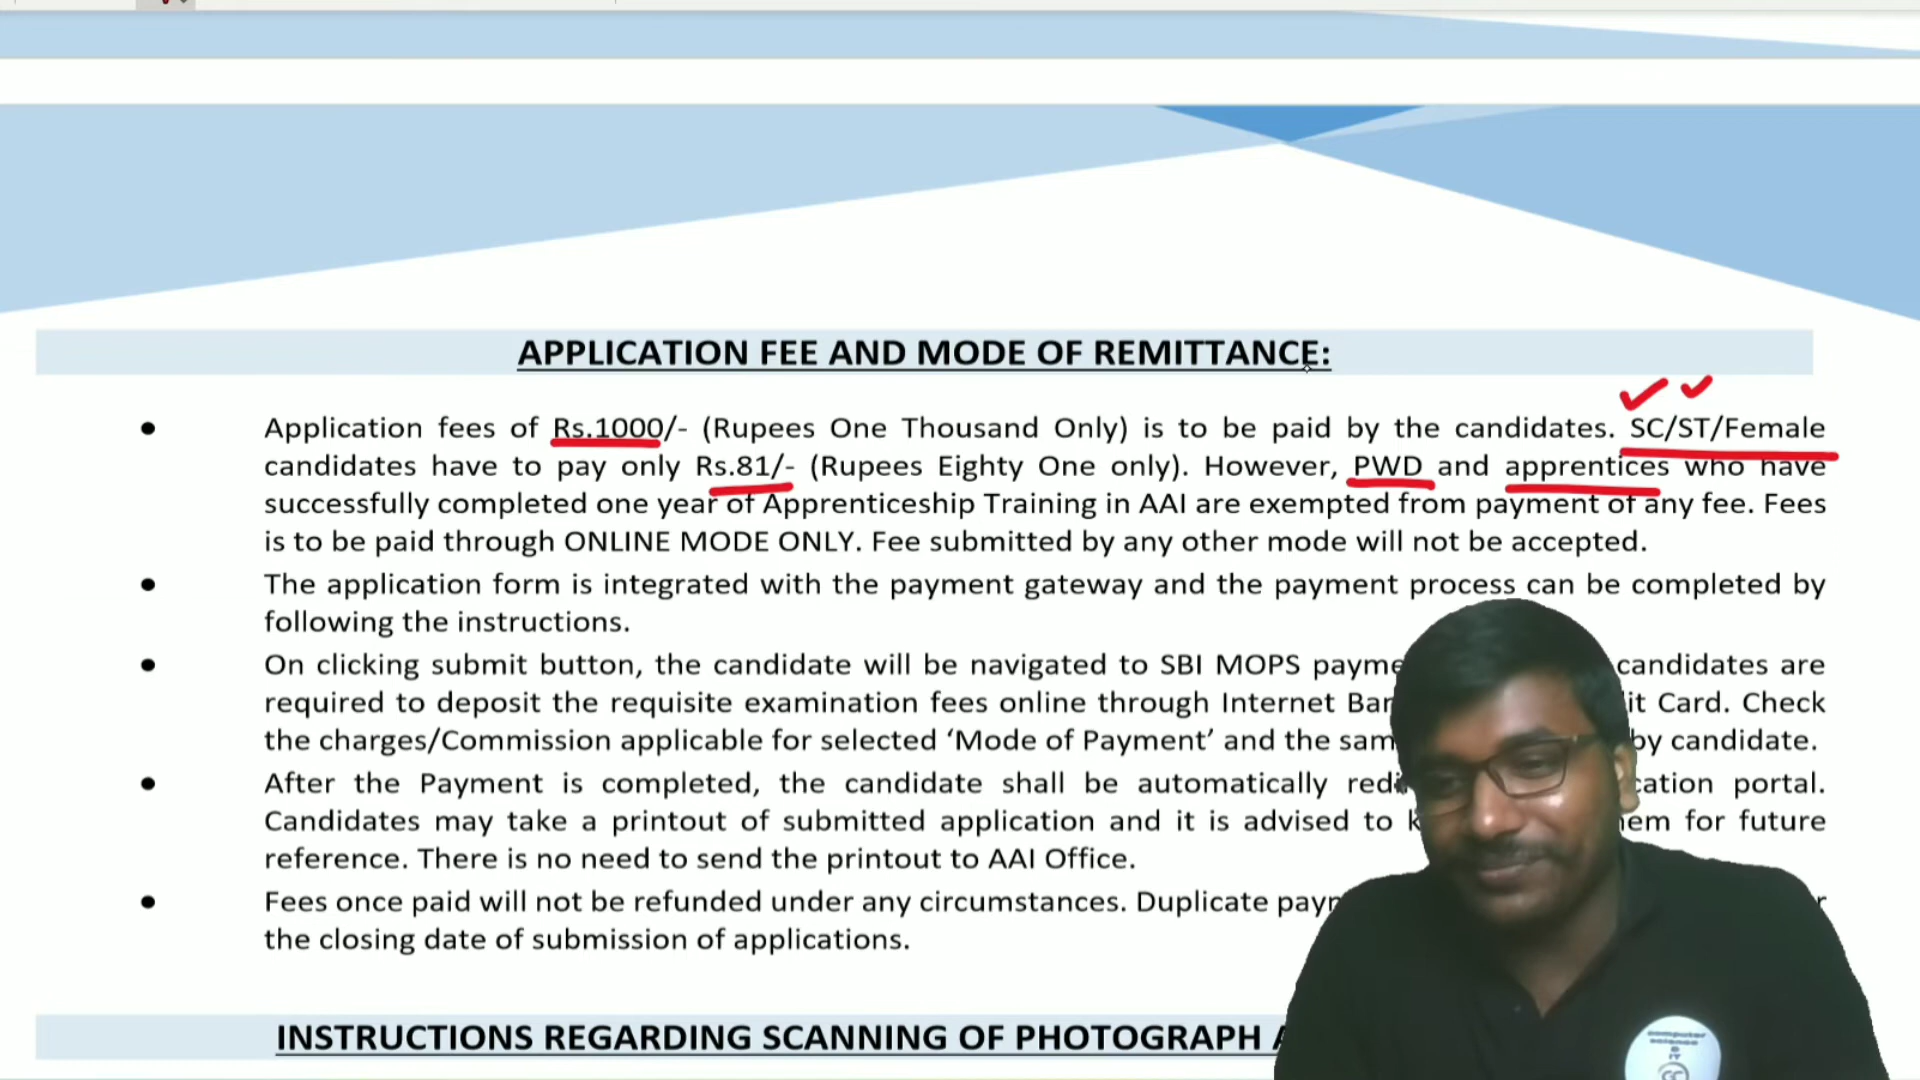 APPLICATION FEE AND MODE OF REMITTANCE:
Application fees of Rs.1000/- (Rupees One Thousand Only) is to be paid by the candidates. SC/ST/Female
candidates have to pay only Rs.81/- (Rupees Eighty One only). However, PWD and apprentices who have
successfully completed one year of Apprenticeship Training in AAI are exempted from payment of any fee. Fees
is to be paid through ONLINE MODE ONLY. Fee submitted by any other mode will not be accepted.
The application form is integrated with the payment gateway and the payment process can be completed by
following the instructions.
On clicking submit button, the candidate will be navigated to SBI MOPS candidates are
required to deposit the requisite examination fees online through Internet Card. Check
the charges/Commission applicable for selected ‘Mode of Payment’ and the by candidate.
After the Payment is completed, the candidate shall be automatically portal.
Candidates may take a printout of submitted application and it is advised to for future
reference. There is no need to send the printout to AAI Office.
Fees once paid will not be refunded under any circumstances. Duplicate
the closing date of submission of applications.
INSTRUCTIONS REGARDING SCANNING OF PHOTOGRAPH
computer
science
&
IT
GC